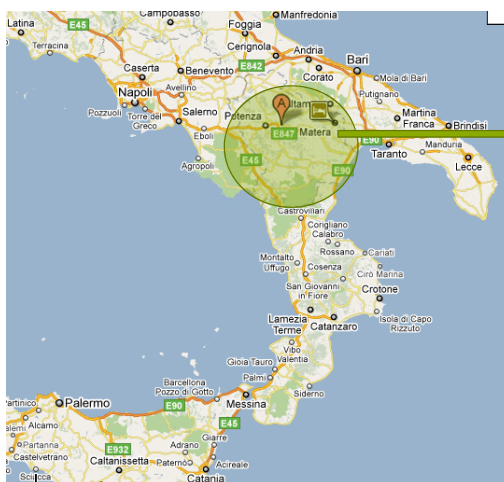 Campobasso
Manfredonia
Latina
E45
Foggia
Terracina
Cerignola
Andria
Caserta
Benevento
E842
Bari
Corato
Mola di Bari
Napoli
Avellino
Altam
Putignano
Pozzuoli
Torre del
Greco
Salerno
Potenza
A
Martina
Franca
Brindisi
Eboli
E847
Matera
E90
Taranto
Manduria
Agropoli
E45
E90
Lecce
Castrovillari
Corigliano
Calabro
Rossano
Cariati
Montalto
Uffugo
Cosenza
Cirò Marina
San Giovanni
in Fiore
Crotone
Lamezia
Terme
Catanzaro
Isola di Capo
Rizzuto
Vibo
Valentia
Gioia Tauro
Palmi
Barcellona
Pozzo di Gotto
Siderno
Partinico
Palermo
E90
Messina
Alcamo
E45
Partanna
E932
Adrano
Giarre
Castelvetrano
Caltanissetta
Paternò
Acireale
Sciacca
Catania